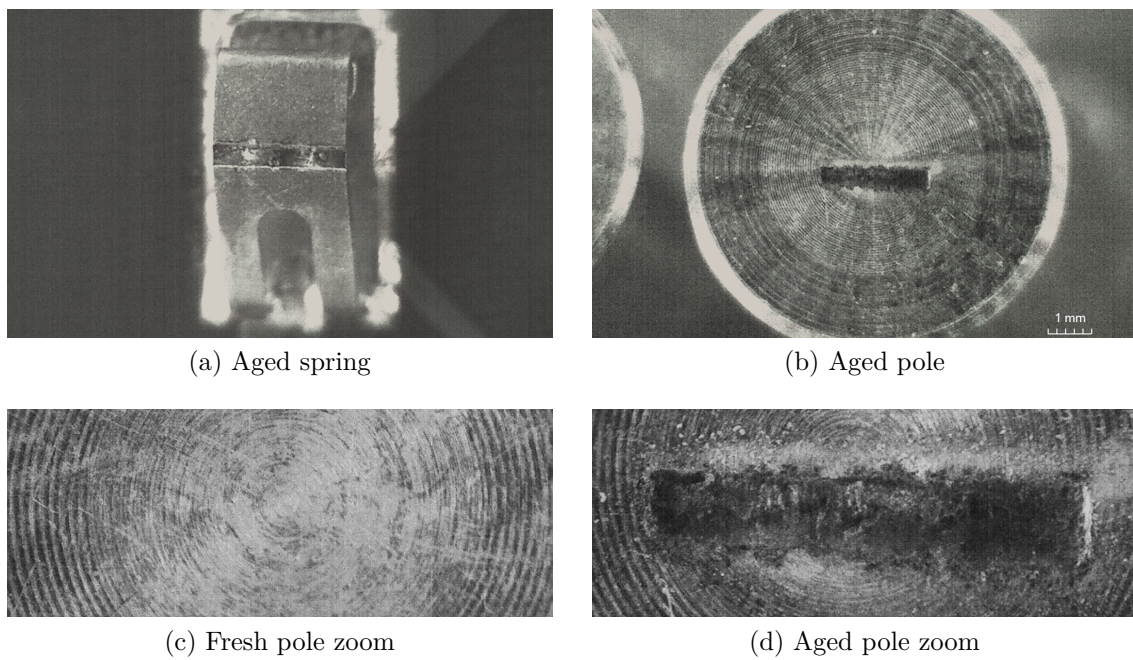 1 mm
(a) Aged spring
(b) Aged pole
(c) Fresh pole zoom
(d) Aged pole zoom